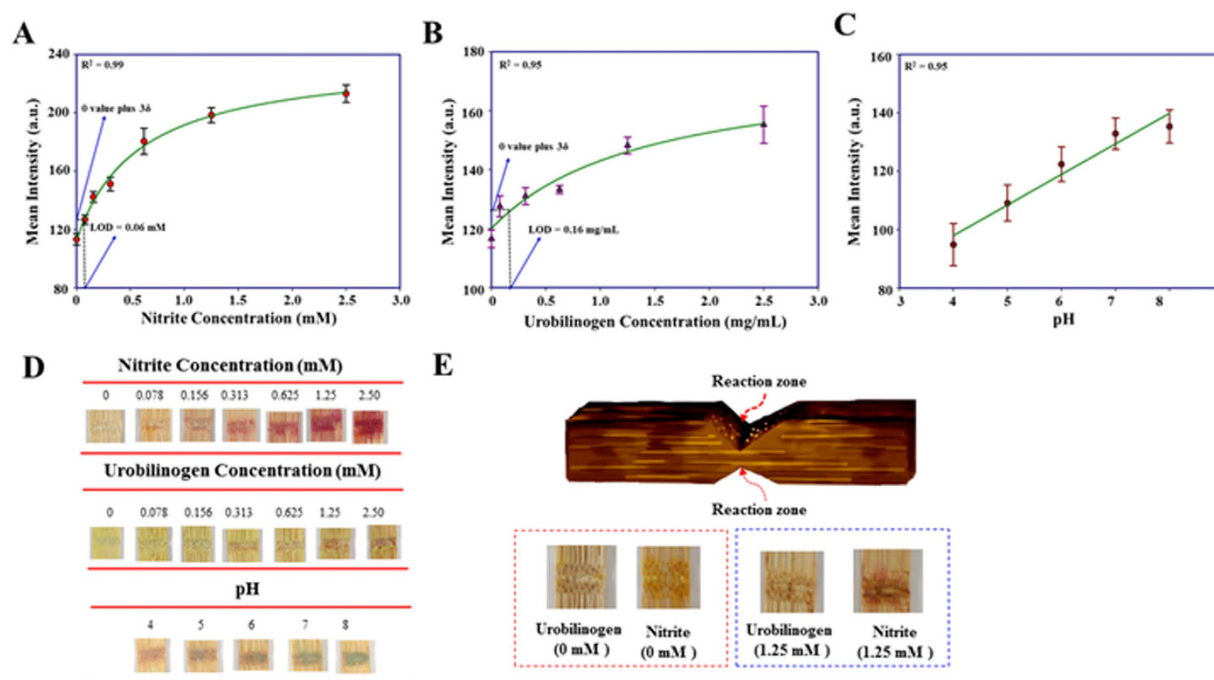 A
240
R² = 0.99
200
0 value plus 3δ
160
120
LOD = 0.06 mM
80
0.0 0.5 1.0 1.5 2.0 2.5 3.0
Mean Intensity (a.u.)
Nitrite Concentration (mM)
B
180
R² = 0.95
160
0 value plus 3δ
140
120
LOD = 0.16 mg/mL
100
0.0 0.5 1.0 1.5 2.0 2.5 3.0
Mean Intensity (a.u.)
Urobilinogen Concentration (mg/mL)
C
160
R² = 0.95
140
120
100
80
3 4 5 6 7 8
Mean Intensity (a.u.)
pH
D
Nitrite Concentration (mM)
0 0.078 0.156 0.313 0.625 1.25 2.50
Urobilinogen Concentration (mM)
0 0.078 0.156 0.313 0.625 1.25 2.50
pH
4 5 6 7 8
E
Reaction zone
Reaction zone
Urobilinogen
(0 mM )
Nitrite
(0 mM )
Urobilinogen
(1.25 mM )
Nitrite
(1.25 mM )